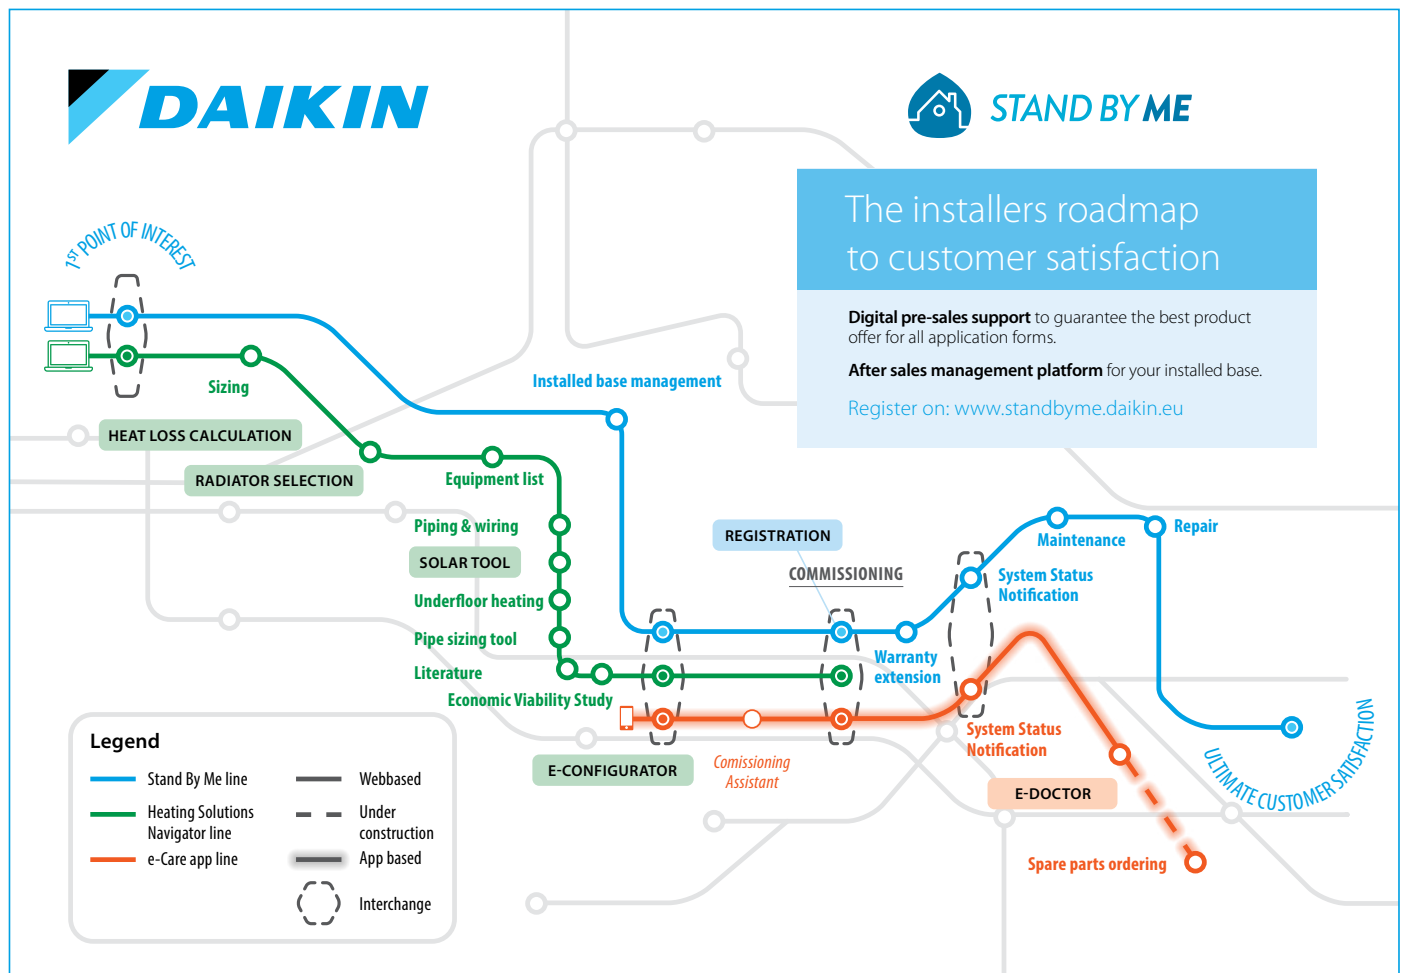 DAIKIN
STAND BY ME
The installers roadmap
to customer satisfaction
Digital pre-sales support to guarantee the best product
offer for all application forms.
After sales management platform for your installed base.
Register on: www.standbyme.daikin.eu
1ST POINT OF INTEREST
Sizing
HEAT LOSS CALCULATION
RADIATOR SELECTION
Installed base management
Equipment list
Piping & wiring
SOLAR TOOL
Underfloor heating
Pipe sizing tool
Literature
Economic Viability Study
REGISTRATION
COMMISSIONING
Warranty
extension
System Status
Notification
Maintenance
Repair
E-CONFIGURATOR
Comissioning
Assistant
System Status
Notification
E-DOCTOR
Spare parts ordering
ULTIMATE CUSTOMER SATISFACTION
Legend
Stand By Me line
Heating Solutions
Navigator line
e-Care app line
Webbased
Under
construction
App based
Interchange